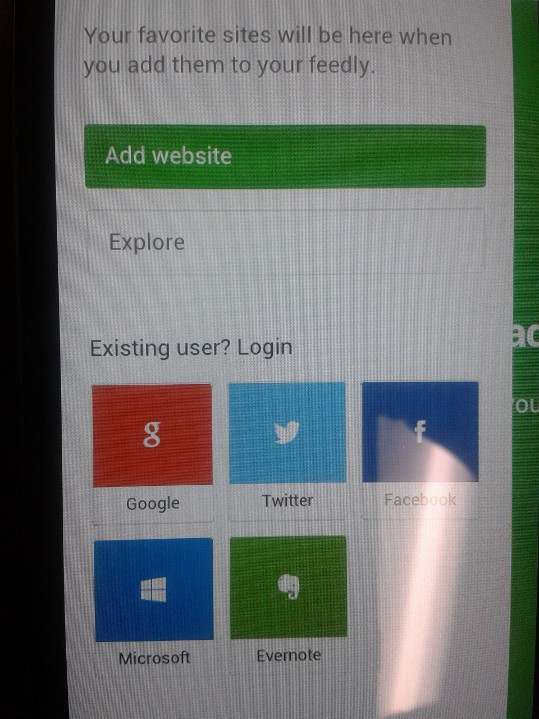 Your favorite sites will be here when
you add them to your feedly.
Add website
Explore
Existing user? Login
g
f
Google
Twitter
Facebook
Microsoft
Evernote